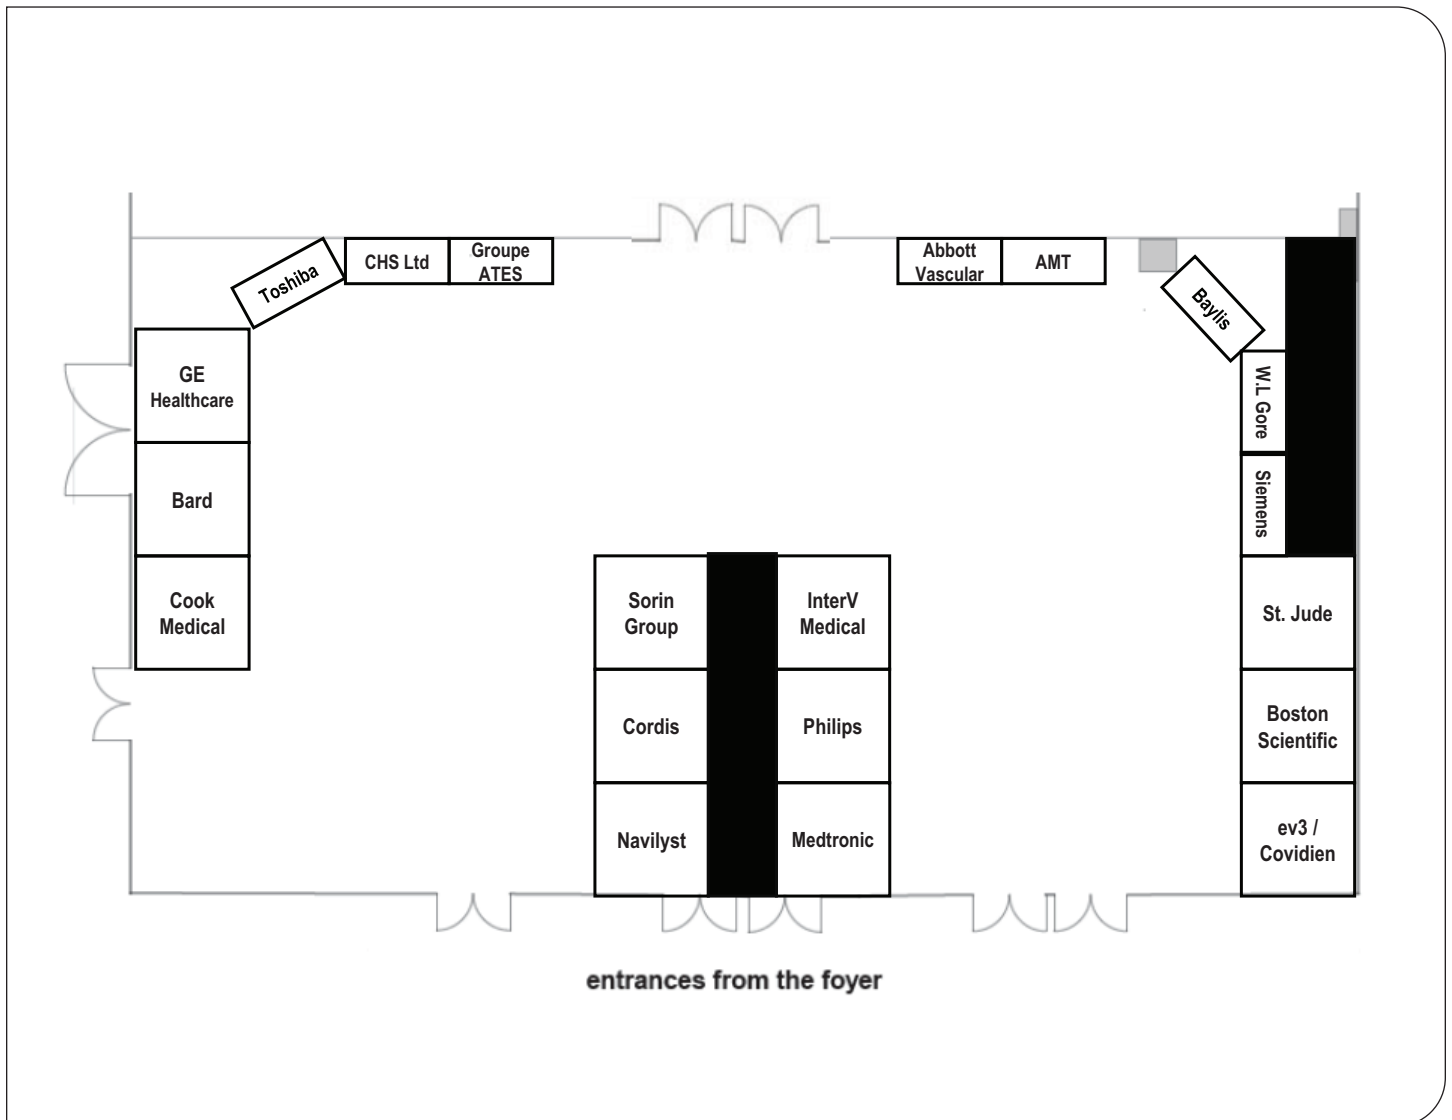 Toshiba
CHS Ltd
Groupe
ATES
Abbott
Vascular
AMT
Baylis
GE
Healthcare
Bard
Cook
Medical
W.L Gore
Siemens
Sorin
Group
InterV
Medical
St. Jude
Cordis
Philips
Boston
Scientific
Navilyst
Medtronic
ev3 /
Covidien
entrances from the foyer